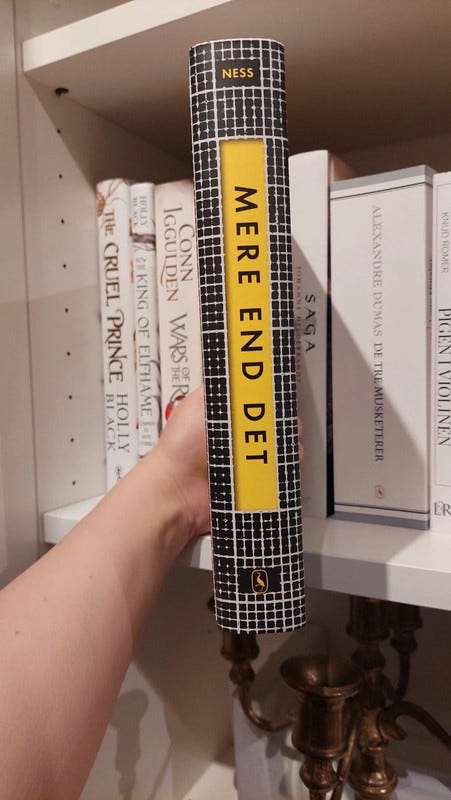 NESS
MERE END DET
THE CRUEL PRINCE HOLLY BLACK
HOLLY BLACK KING OF ELFHAME
CONN IGGULDEN WARS OF THE
SAGA
ALEXANDRE DUMAS DE TRE MUSKETERER
KNUD ROMER PIGEN I VIOLINEN